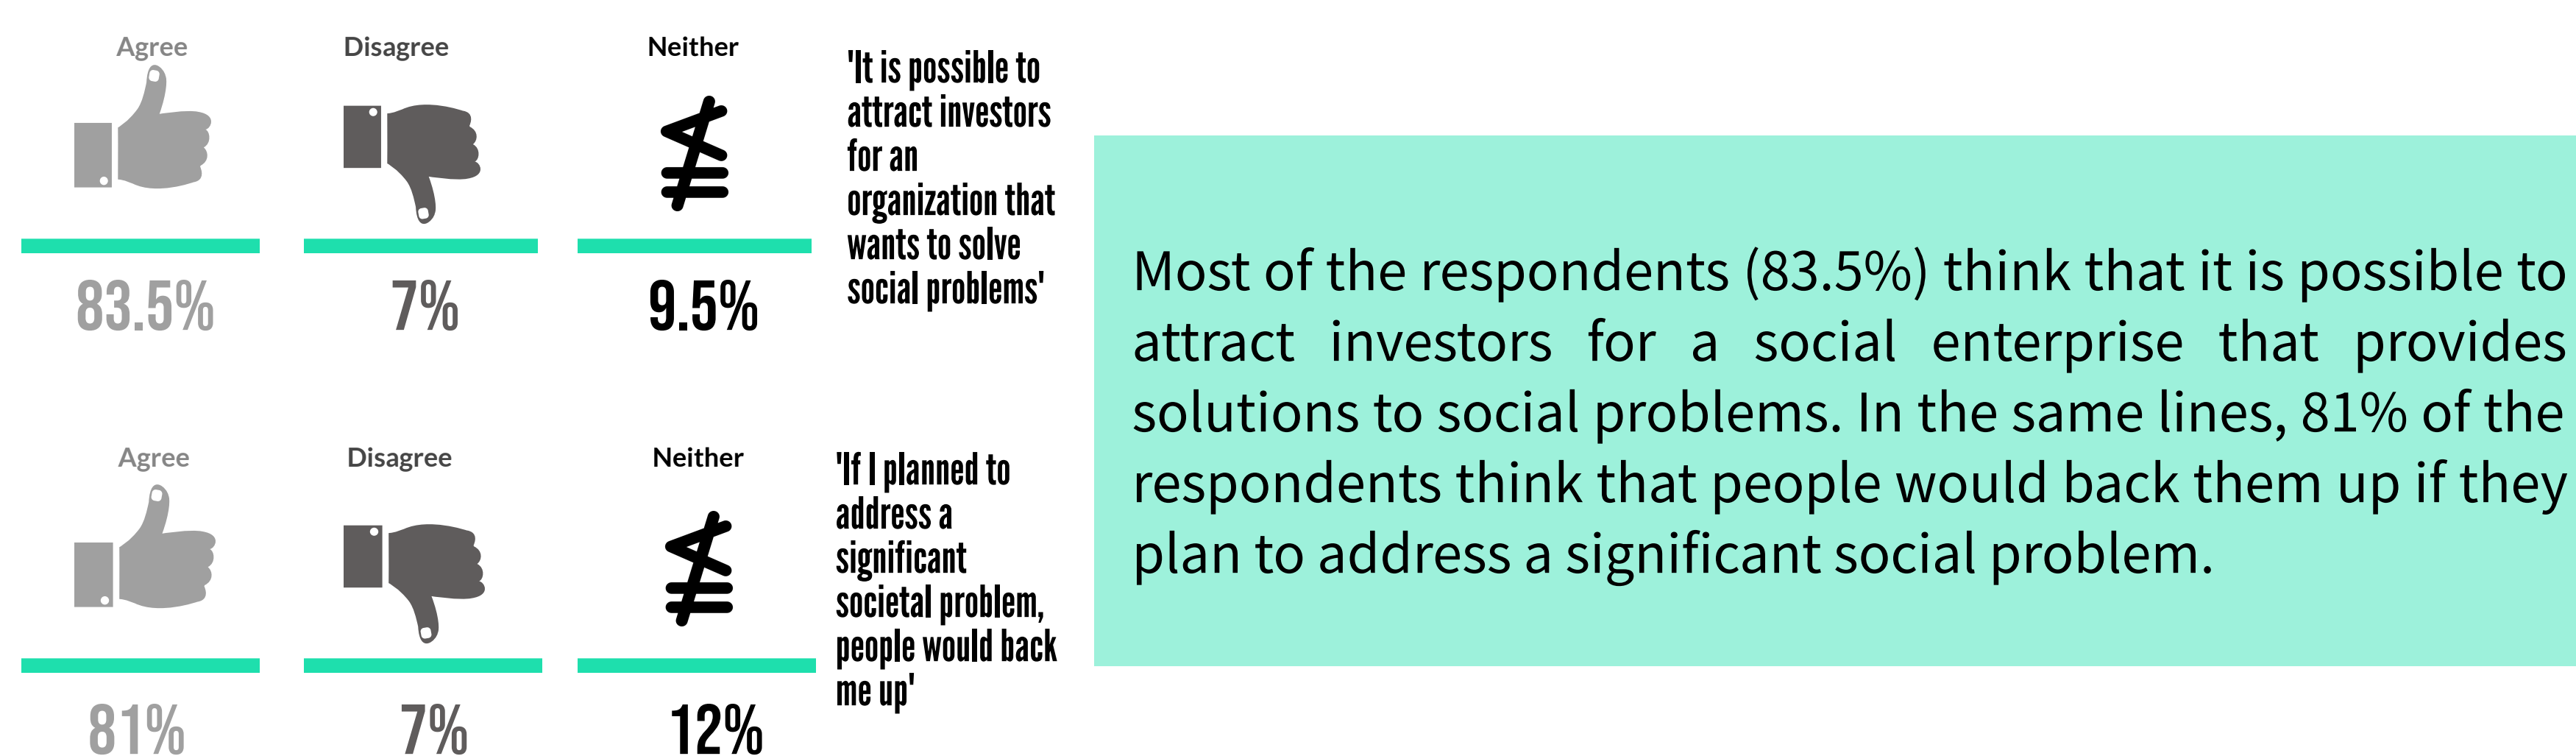 Agree Disagree Neither
'It is possible to
attract investors
for an
organization that
wants to solve
social problems'
83.5% 7% 9.5%
Agree Disagree Neither
'If I planned to
address a
significant
societal problem,
people would back
me up'
81% 7% 12%
Most of the respondents (83.5%) think that it is possible to
attract investors for a social enterprise that provides
solutions to social problems. In the same lines, 81% of the
respondents think that people would back them up if they
plan to address a significant social problem.